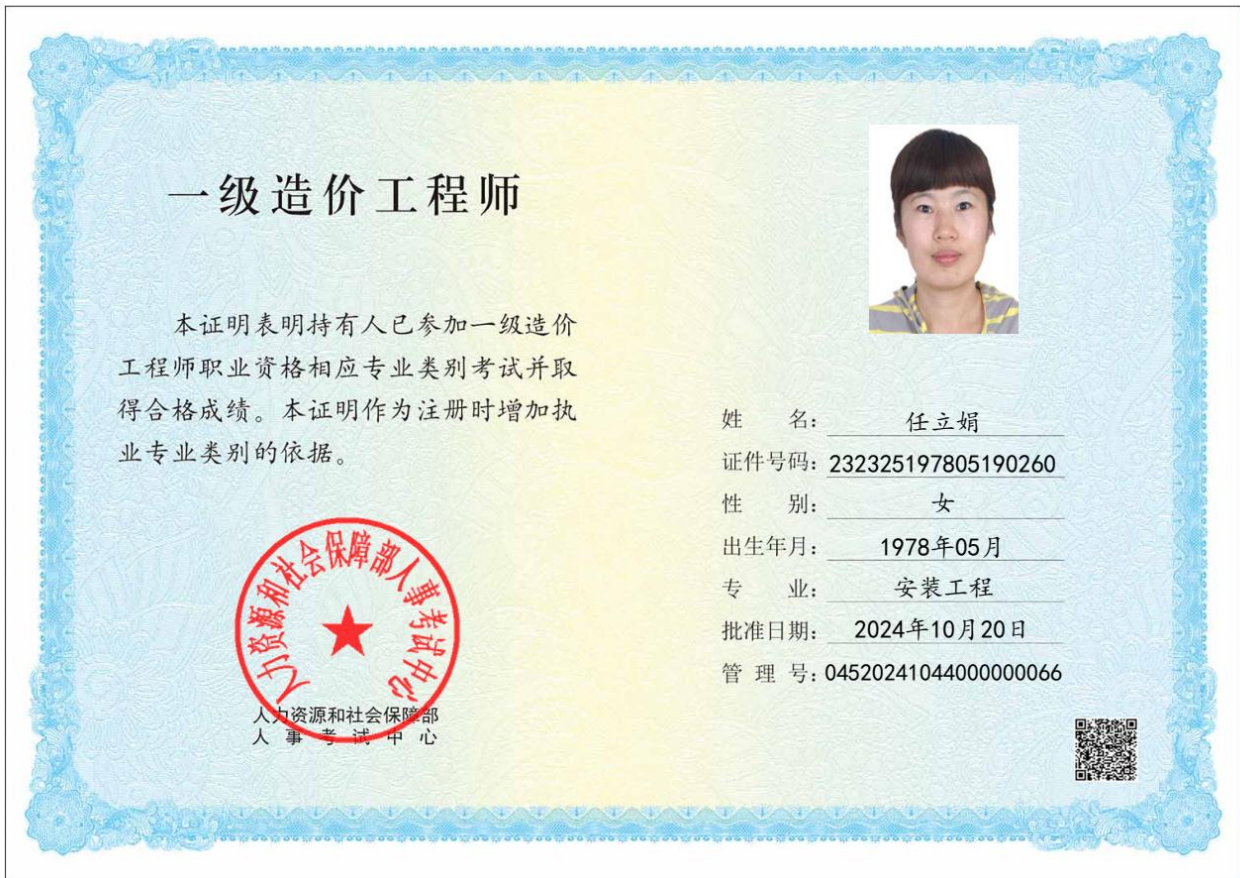 一级造价工程师
本证明表明持有人已参加一级造价
工程师职业资格相应专业类别考试并取
得合格成绩。本证明作为注册时增加执
业专业类别的依据。
人力资源和社会保障部人事考试中心
人力资源和社会保障部
人事考试中心
姓名：任立娟
证件号码：232325197805190260
性别：女
出生年月：1978年05月
专业：安装工程
批准日期：2024年10月20日
管理号：04520241044000000066